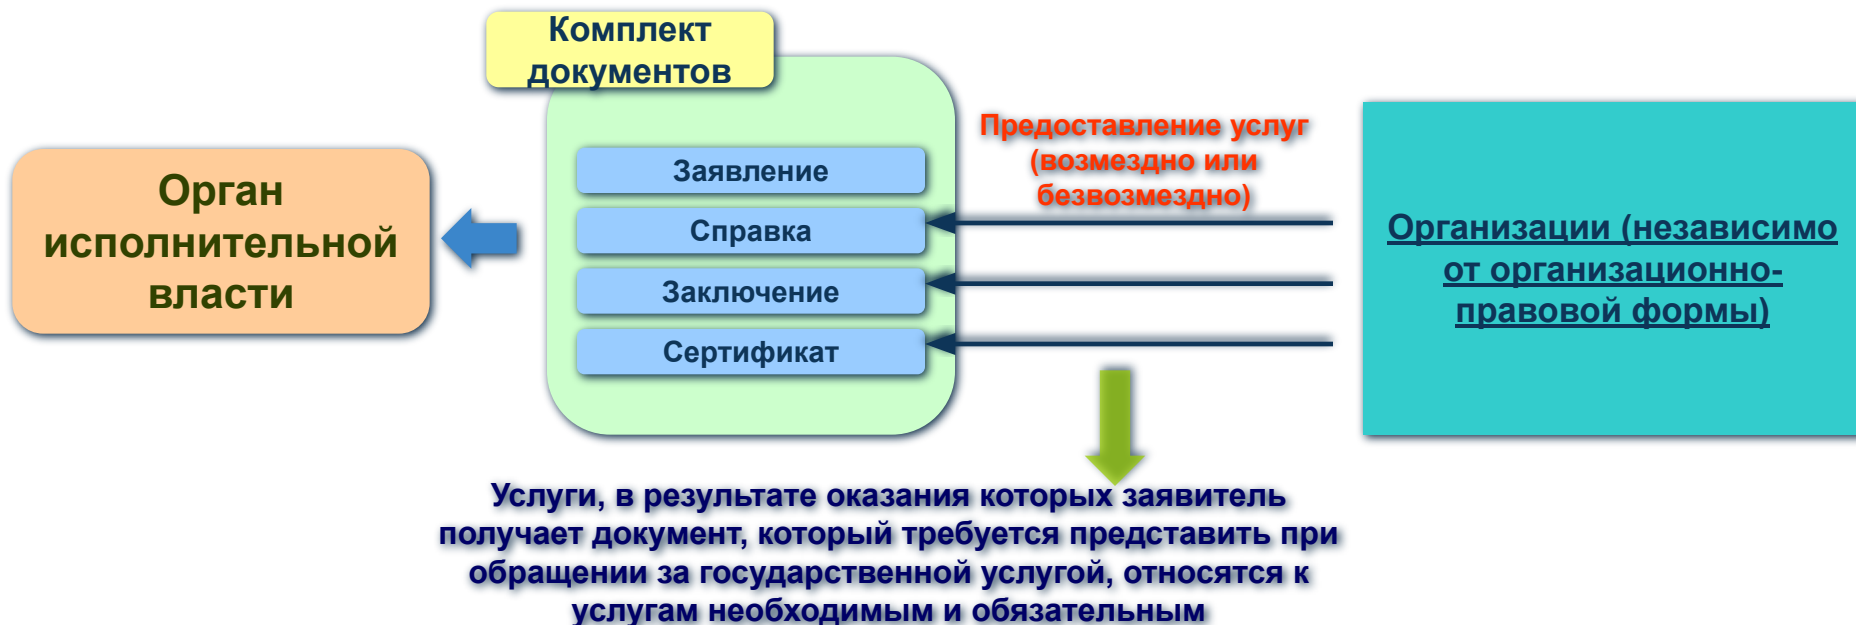 Комплект
документов
Орган
исполнительной
власти
Заявление
Справка
Заключение
Сертификат
Предоставление услуг
(возмездно или
безвозмездно)
Организации (независимо
от организационно-
правовой формы)
Услуги, в результате оказания которых заявитель
получает документ, который требуется представить при
обращении за государственной услугой, относятся к
услугам необходимым и обязательным